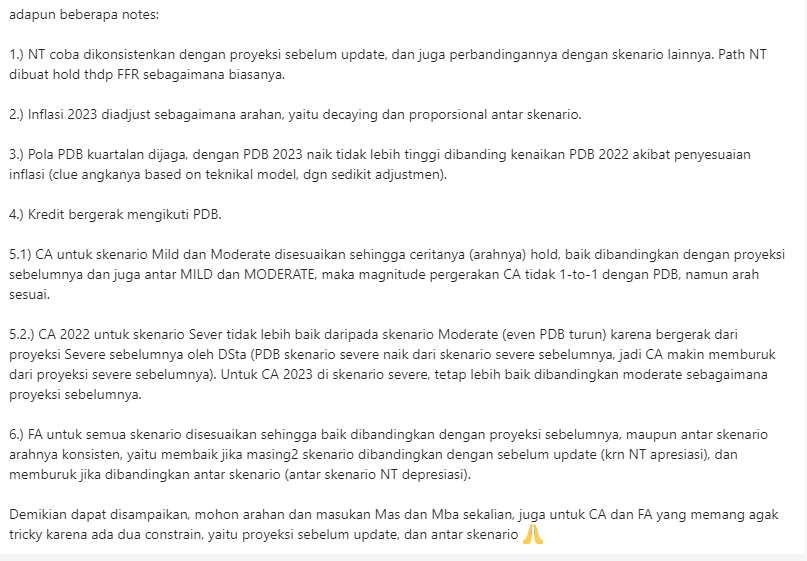 adapun beberapa notes:
1.) NT coba dikonsistenkan dengan proyeksi sebelum update, dan juga perbandingannya dengan skenario lainnya. Path NT
dibuat hold thdp FFR sebagaimana biasanya.
2.) Inflasi 2023 diadjust sebagaimana arahan, yaitu decaying dan proporsional antar skenario.
3.) Pola PDB kuartalan dijaga, dengan PDB 2023 naik tidak lebih tinggi dibanding kenaikan PDB 2022 akibat penyesuaian
inflasi (clue angkanya based on teknikal model, dgn sedikit adjustmen).
4.) Kredit bergerak mengikuti PDB.
5.1) CA untuk skenario Mild dan Moderate disesuaikan sehingga ceritanya (arahnya) hold, baik dibandingkan dengan proyeksi
sebelumnya dan juga antar MILD dan MODERATE, maka magnitude pergerakan CA tidak 1-to-1 dengan PDB, namun arah
sesuai.
5.2.) CA 2022 untuk skenario Sever tidak lebih baik daripada skenario Moderate (even PDB turun) karena bergerak dari
proyeksi Severe sebelumnya oleh DSta (PDB skenario severe naik dari skenario severe sebelumnya, jadi CA makin memburuk
dari proyeksi severe sebelumnya). Untuk CA 2023 di skenario severe, tetap lebih baik dibandingkan moderate sebagaimana
proyeksi sebelumnya.
6.) FA untuk semua skenario disesuaikan sehingga baik dibandingkan dengan proyeksi sebelumnya, maupun antar skenario
arahnya konsisten, yaitu membaik jika masing2 skenario dibandingkan dengan sebelum update (krn NT apresiasi), dan
memburuk jika dibandingkan antar skenario (antar skenario NT depresiasi).
Demikian dapat disampaikan, mohon arahan dan masukan Mas dan Mba sekalian, juga untuk CA dan FA yang memang agak
tricky karena ada dua constrain, yaitu proyeksi sebelum update, dan antar skenario 🙏